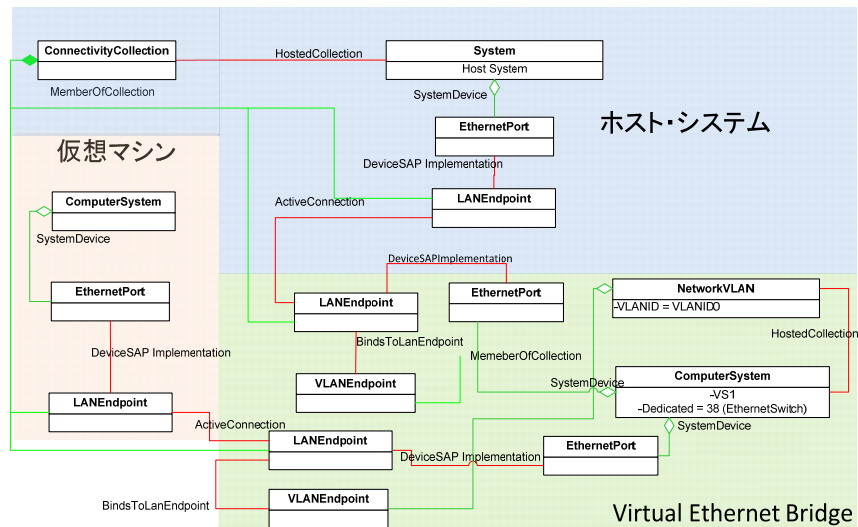 ConnectivityCollection
HostedCollection
System
Host System
MemberOfCollection
SystemDevice
EthernetPort
ホスト・システム
仮想マシン
DeviceSAP Implementation
LANEndpoint
ComputerSystem
ActiveConnection
SystemDevice
DeviceSAPImplementation
EthernetPort
LANEndpoint
EthernetPort
NetworkVLAN
-VLANID = VLANID0
HostedCollection
BindsToLanEndpoint
DeviceSAP Implementation
MemeberOfCollection
VLANEndpoint
SystemDevice
ComputerSystem
-VS1
-Dedicated = 38 (EthernetSwitch)
LANEndpoint
ActiveConnection
SystemDevice
LANEndpoint
EthernetPort
DeviceSAP Implementation
BindsToLanEndpoint
VLANEndpoint
Virtual Ethernet Bridge